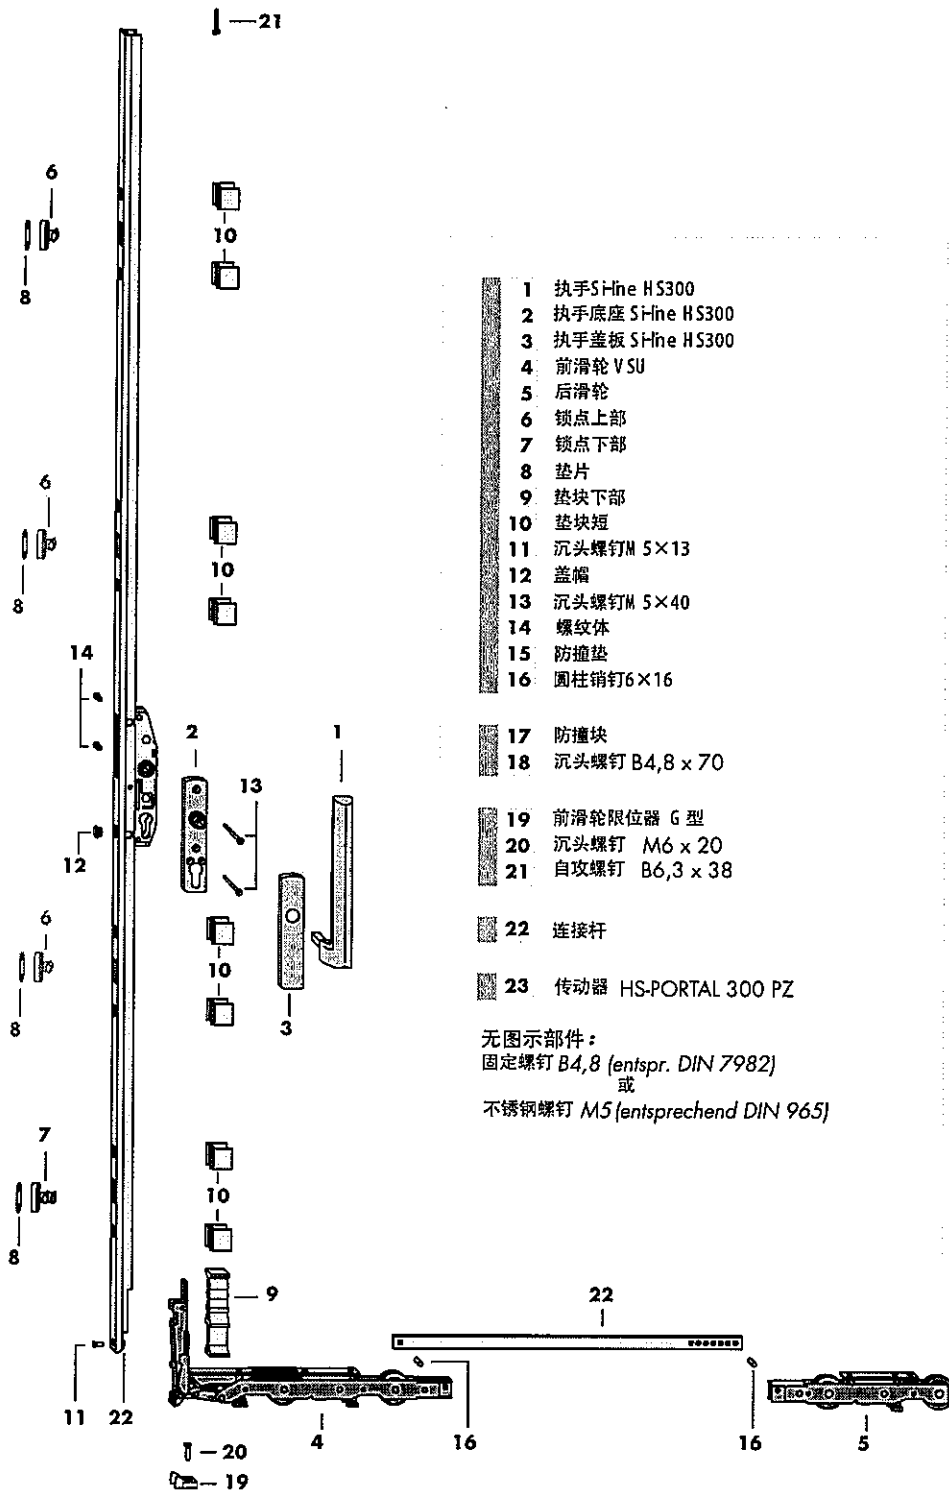 21
6
10
8
6
10
8
14
2
1
13
12
6
10
8
3
7
10
8
9
22
11
22
4
16
16
5
20
19
1 执手Si-line HS300
2 执手底座 Si-line HS300
3 执手盖板 Si-line HS300
4 前滑轮 VSU
5 后滑轮
6 锁点上部
7 锁点下部
8 垫片
9 垫块下部
10 垫块短
11 沉头螺钉M 5×13
12 盖帽
13 沉头螺钉M 5×40
14 螺纹体
15 防撞垫
16 圆柱销钉6×16
17 防撞块
18 沉头螺钉 B4,8 x 70
19 前滑轮限位器 G 型
20 沉头螺钉 M6 x 20
21 自攻螺钉 B6,3 x 38
22 连接杆
23 传动器 HS-PORTAL 300 PZ
无图示部件：
固定螺钉 B4,8 (entspr. DIN 7982)
或
不锈钢螺钉 M5 (entsprechend DIN 965)